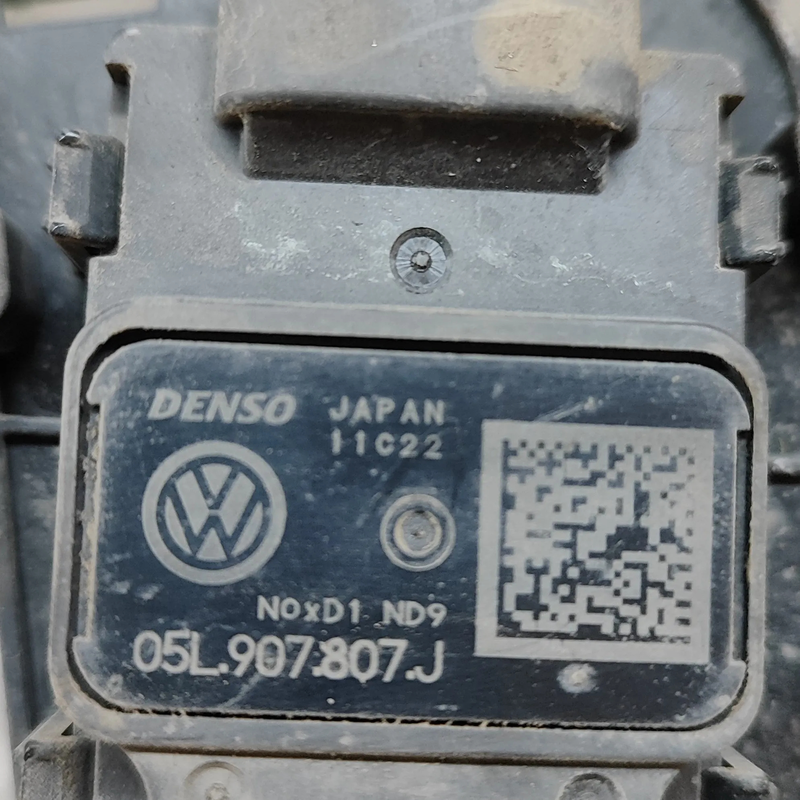 DENSO JAPAN
11C22
NOxD1 ND9
05L.907.807.J